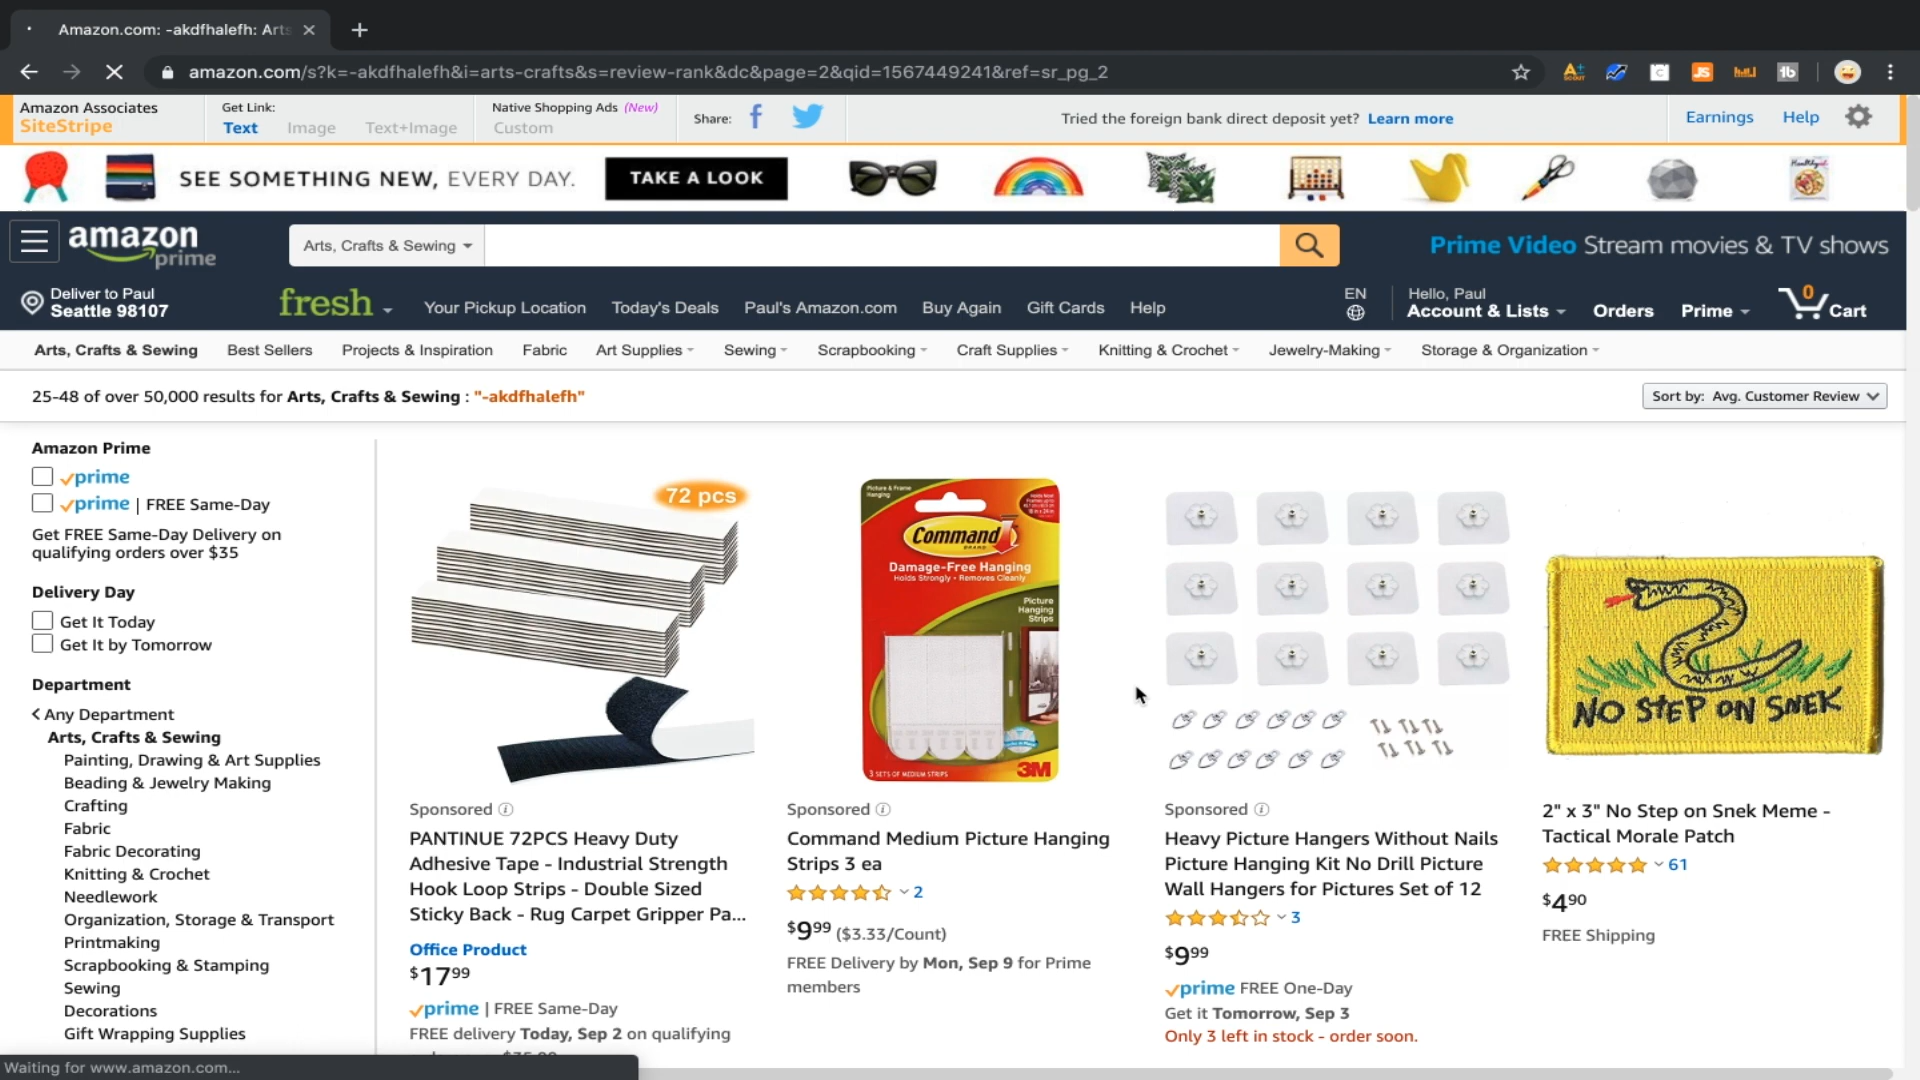 Amazon.com: -akdfhalefh: Arts
amazon.com/s?k=-akdfhalefh&i=arts-crafts&s=review-rank&dc&page=2&qid=1567449241&ref=sr_pg_2
Amazon Associates
SiteStripe
Get Link:
Text Image Text+Image
Native Shopping Ads (New)
Custom
Share:
Tried the foreign bank direct deposit yet? Learn more
Earnings Help
SEE SOMETHING NEW, EVERY DAY.
TAKE A LOOK
amazon
prime
Arts, Crafts & Sewing
Prime Video Stream movies & TV shows
Deliver to Paul
Seattle 98107
fresh
Your Pickup Location Today's Deals Paul's Amazon.com Buy Again Gift Cards Help
EN
Hello, Paul
Account & Lists
Orders
Prime
0
Cart
Arts, Crafts & Sewing Best Sellers Projects & Inspiration Fabric Art Supplies Sewing Scrapbooking Craft Supplies Knitting & Crochet Jewelry-Making Storage & Organization
25-48 of over 50,000 results for Arts, Crafts & Sewing : "-akdfhalefh"
Sort by: Avg. Customer Review
Amazon Prime
prime
prime | FREE Same-Day
Get FREE Same-Day Delivery on
qualifying orders over $35
Delivery Day
Get It Today
Get It by Tomorrow
Department
Any Department
Arts, Crafts & Sewing
Painting, Drawing & Art Supplies
Beading & Jewelry Making
Crafting
Fabric
Fabric Decorating
Knitting & Crochet
Needlework
Organization, Storage & Transport
Printmaking
Scrapbooking & Stamping
Sewing
Decorations
Gift Wrapping Supplies
72 pcs
Sponsored
PANTINUE 72PCS Heavy Duty
Adhesive Tape - Industrial Strength
Hook Loop Strips - Double Sized
Sticky Back - Rug Carpet Gripper Pa...
Office Product
$1799
prime | FREE Same-Day
FREE delivery Today, Sep 2 on qualifying
Picture & Frame
Hanging
Command
BRAND
Damage-Free Hanging
Holds Strongly • Removes Cleanly
Picture
Hanging
Strips
3 SETS OF MEDIUM STRIPS
3M
Sponsored
Command Medium Picture Hanging
Strips 3 ea
2
$999 ($3.33/Count)
FREE Delivery by Mon, Sep 9 for Prime
members
Sponsored
Heavy Picture Hangers Without Nails
Picture Hanging Kit No Drill Picture
Wall Hangers for Pictures Set of 12
3
$999
prime FREE One-Day
Get it Tomorrow, Sep 3
Only 3 left in stock - order soon.
NO STEP ON SNEK
2" x 3" No Step on Snek Meme -
Tactical Morale Patch
61
$490
FREE Shipping
Waiting for www.amazon.com...